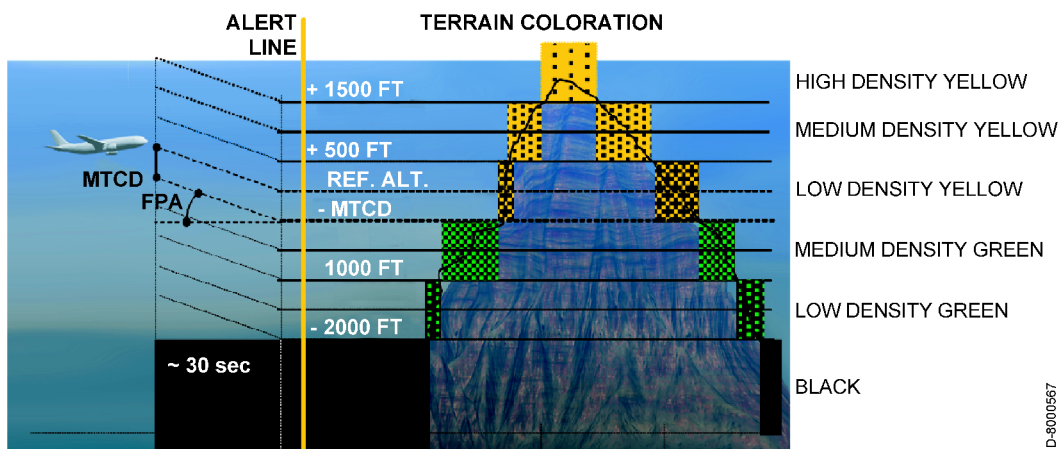 ALERT
LINE
TERRAIN COLORATION
+ 1500 FT
HIGH DENSITY YELLOW
MEDIUM DENSITY YELLOW
+ 500 FT
MTCD
REF. ALT.
LOW DENSITY YELLOW
FPA
- MTCD
MEDIUM DENSITY GREEN
1000 FT
LOW DENSITY GREEN
- 2000 FT
~ 30 sec
BLACK
D-8000567